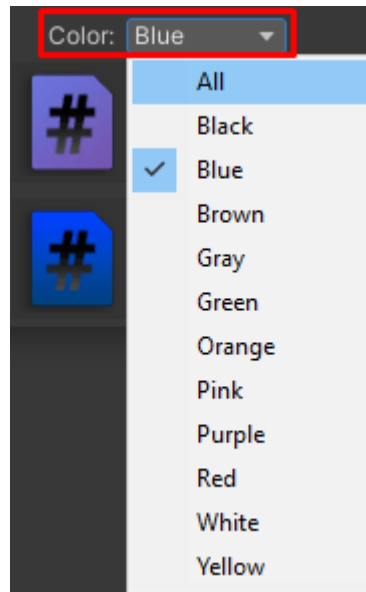 Color: Blue
All
#
Black
Blue
Brown
#
Gray
Green
Orange
Pink
Purple
Red
White
Yellow